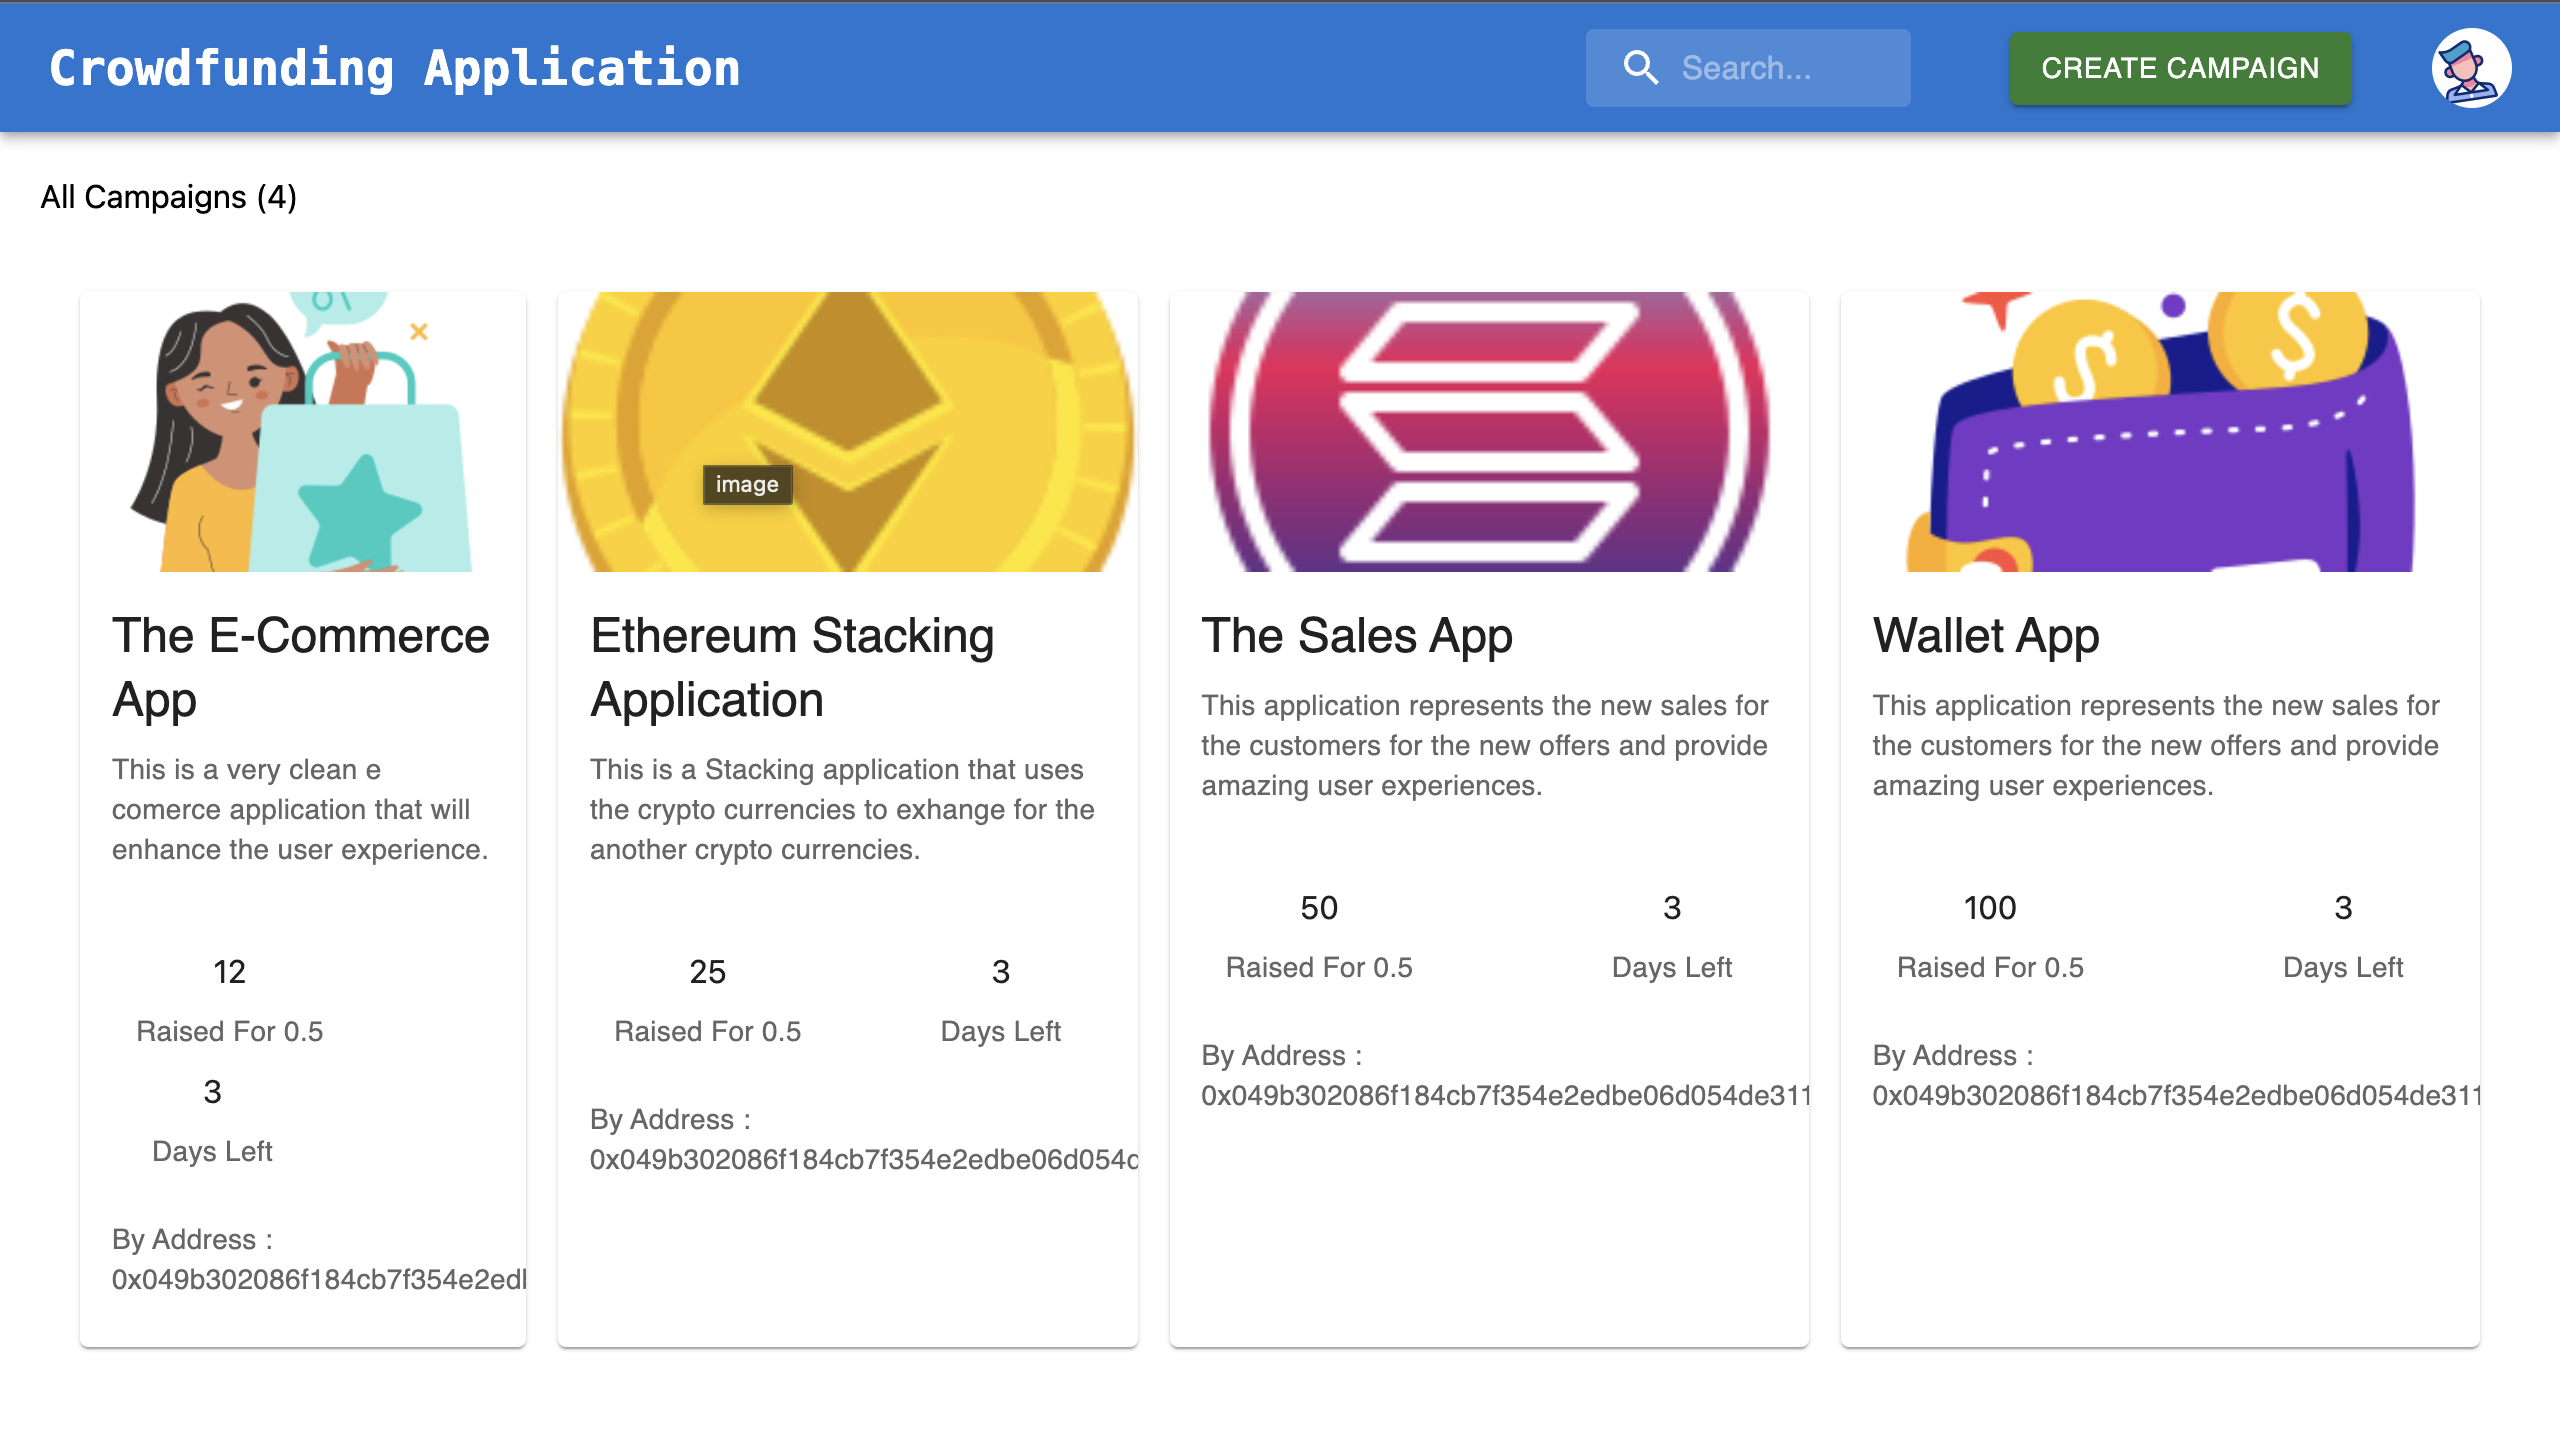 Crowdfunding Application
Search...
CREATE CAMPAIGN
All Campaigns (4)
image
The E-Commerce
App
This is a very clean e
comerce application that will
enhance the user experience.
12
Raised For 0.5
3
Days Left
By Address :
0x049b302086f184cb7f354e2edl
Ethereum Stacking
Application
This is a Stacking application that uses
the crypto currencies to exhange for the
another crypto currencies.
25
Raised For 0.5
3
Days Left
By Address :
0x049b302086f184cb7f354e2edbe06d054d
The Sales App
This application represents the new sales for
the customers for the new offers and provide
amazing user experiences.
50
Raised For 0.5
3
Days Left
By Address :
0x049b302086f184cb7f354e2edbe06d054de311
Wallet App
This application represents the new sales for
the customers for the new offers and provide
amazing user experiences.
100
Raised For 0.5
3
Days Left
By Address :
0x049b302086f184cb7f354e2edbe06d054de311